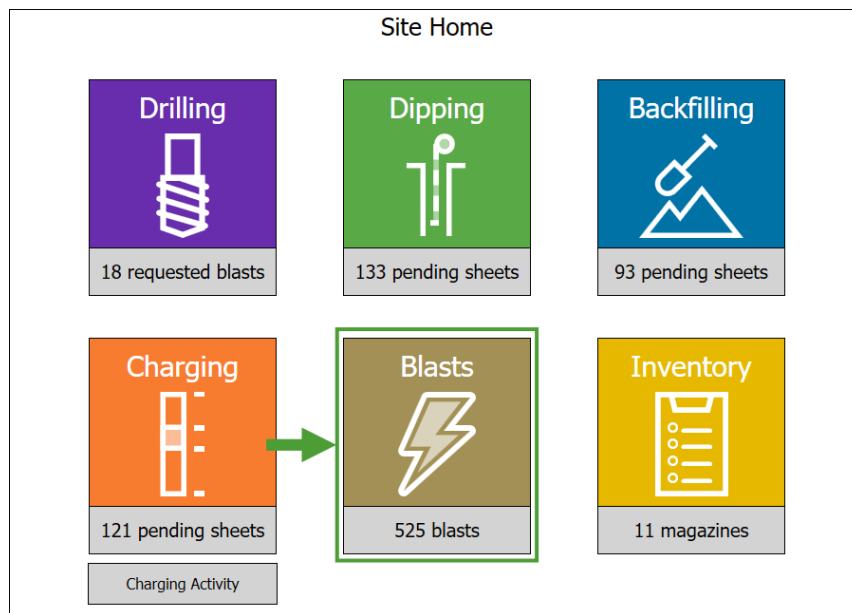 Site Home
Drilling
18 requested blasts
Dipping
133 pending sheets
Backfilling
93 pending sheets
Charging
121 pending sheets
Charging Activity
Blasts
525 blasts
Inventory
11 magazines